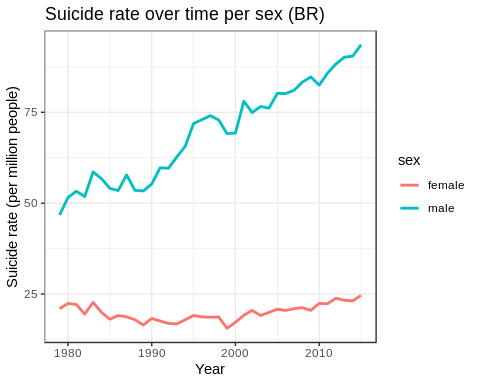 Suicide rate over time per sex (BR)
Suicide rate (per million people)
75
50
25
1980
1990
2000
2010
Year
sex
female
male